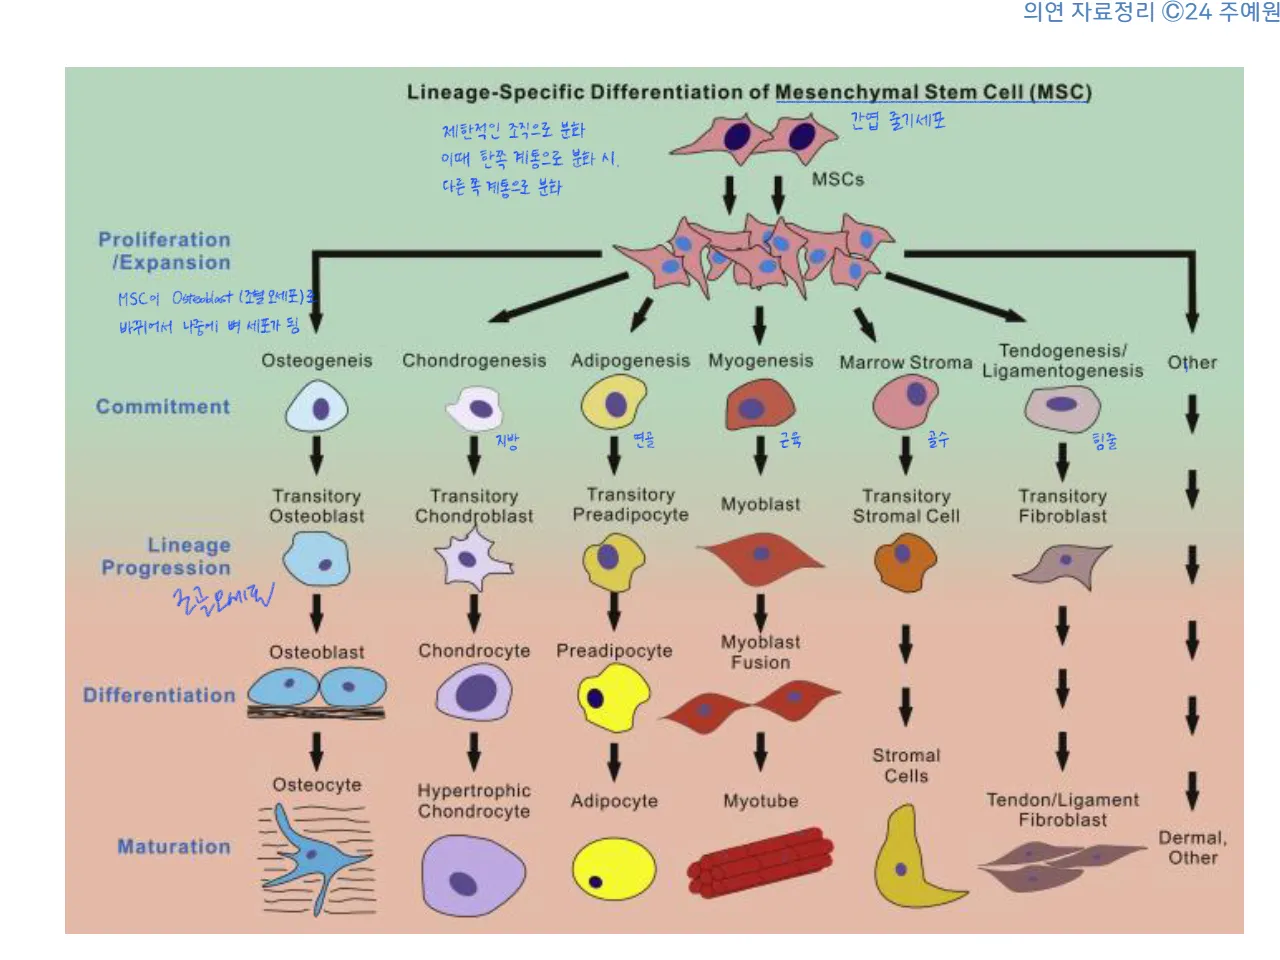 의연 자료정리 ©24 주예원
Lineage-Specific Differentiation of Mesenchymal Stem Cell (MSC)
제한적인 조직으로 분화
이때 한쪽 계통으로 분화 시,
다른 쪽 계통으로 분화
간엽 줄기세포
MSCs
Proliferation
/Expansion
MSC에 Osteoblast (조혈모세포)로
바뀌어서 나중에 뼈 세포가 됨
Osteogeneis
Chondrogenesis
Adipogenesis
Myogenesis
Marrow Stroma
Tendogenesis/
Ligamentogenesis
Other
Commitment
지방
연골
근육
골수
힘줄
Transitory
Osteoblast
Transitory
Chondroblast
Transitory
Preadipocyte
Myoblast
Transitory
Stromal Cell
Transitory
Fibroblast
Lineage
Progression
조골모세포
Osteoblast
Chondrocyte
Preadipocyte
Myoblast
Fusion
Differentiation
Osteocyte
Hypertrophic
Chondrocyte
Adipocyte
Myotube
Stromal
Cells
Tendon/Ligament
Fibroblast
Dermal,
Other
Maturation